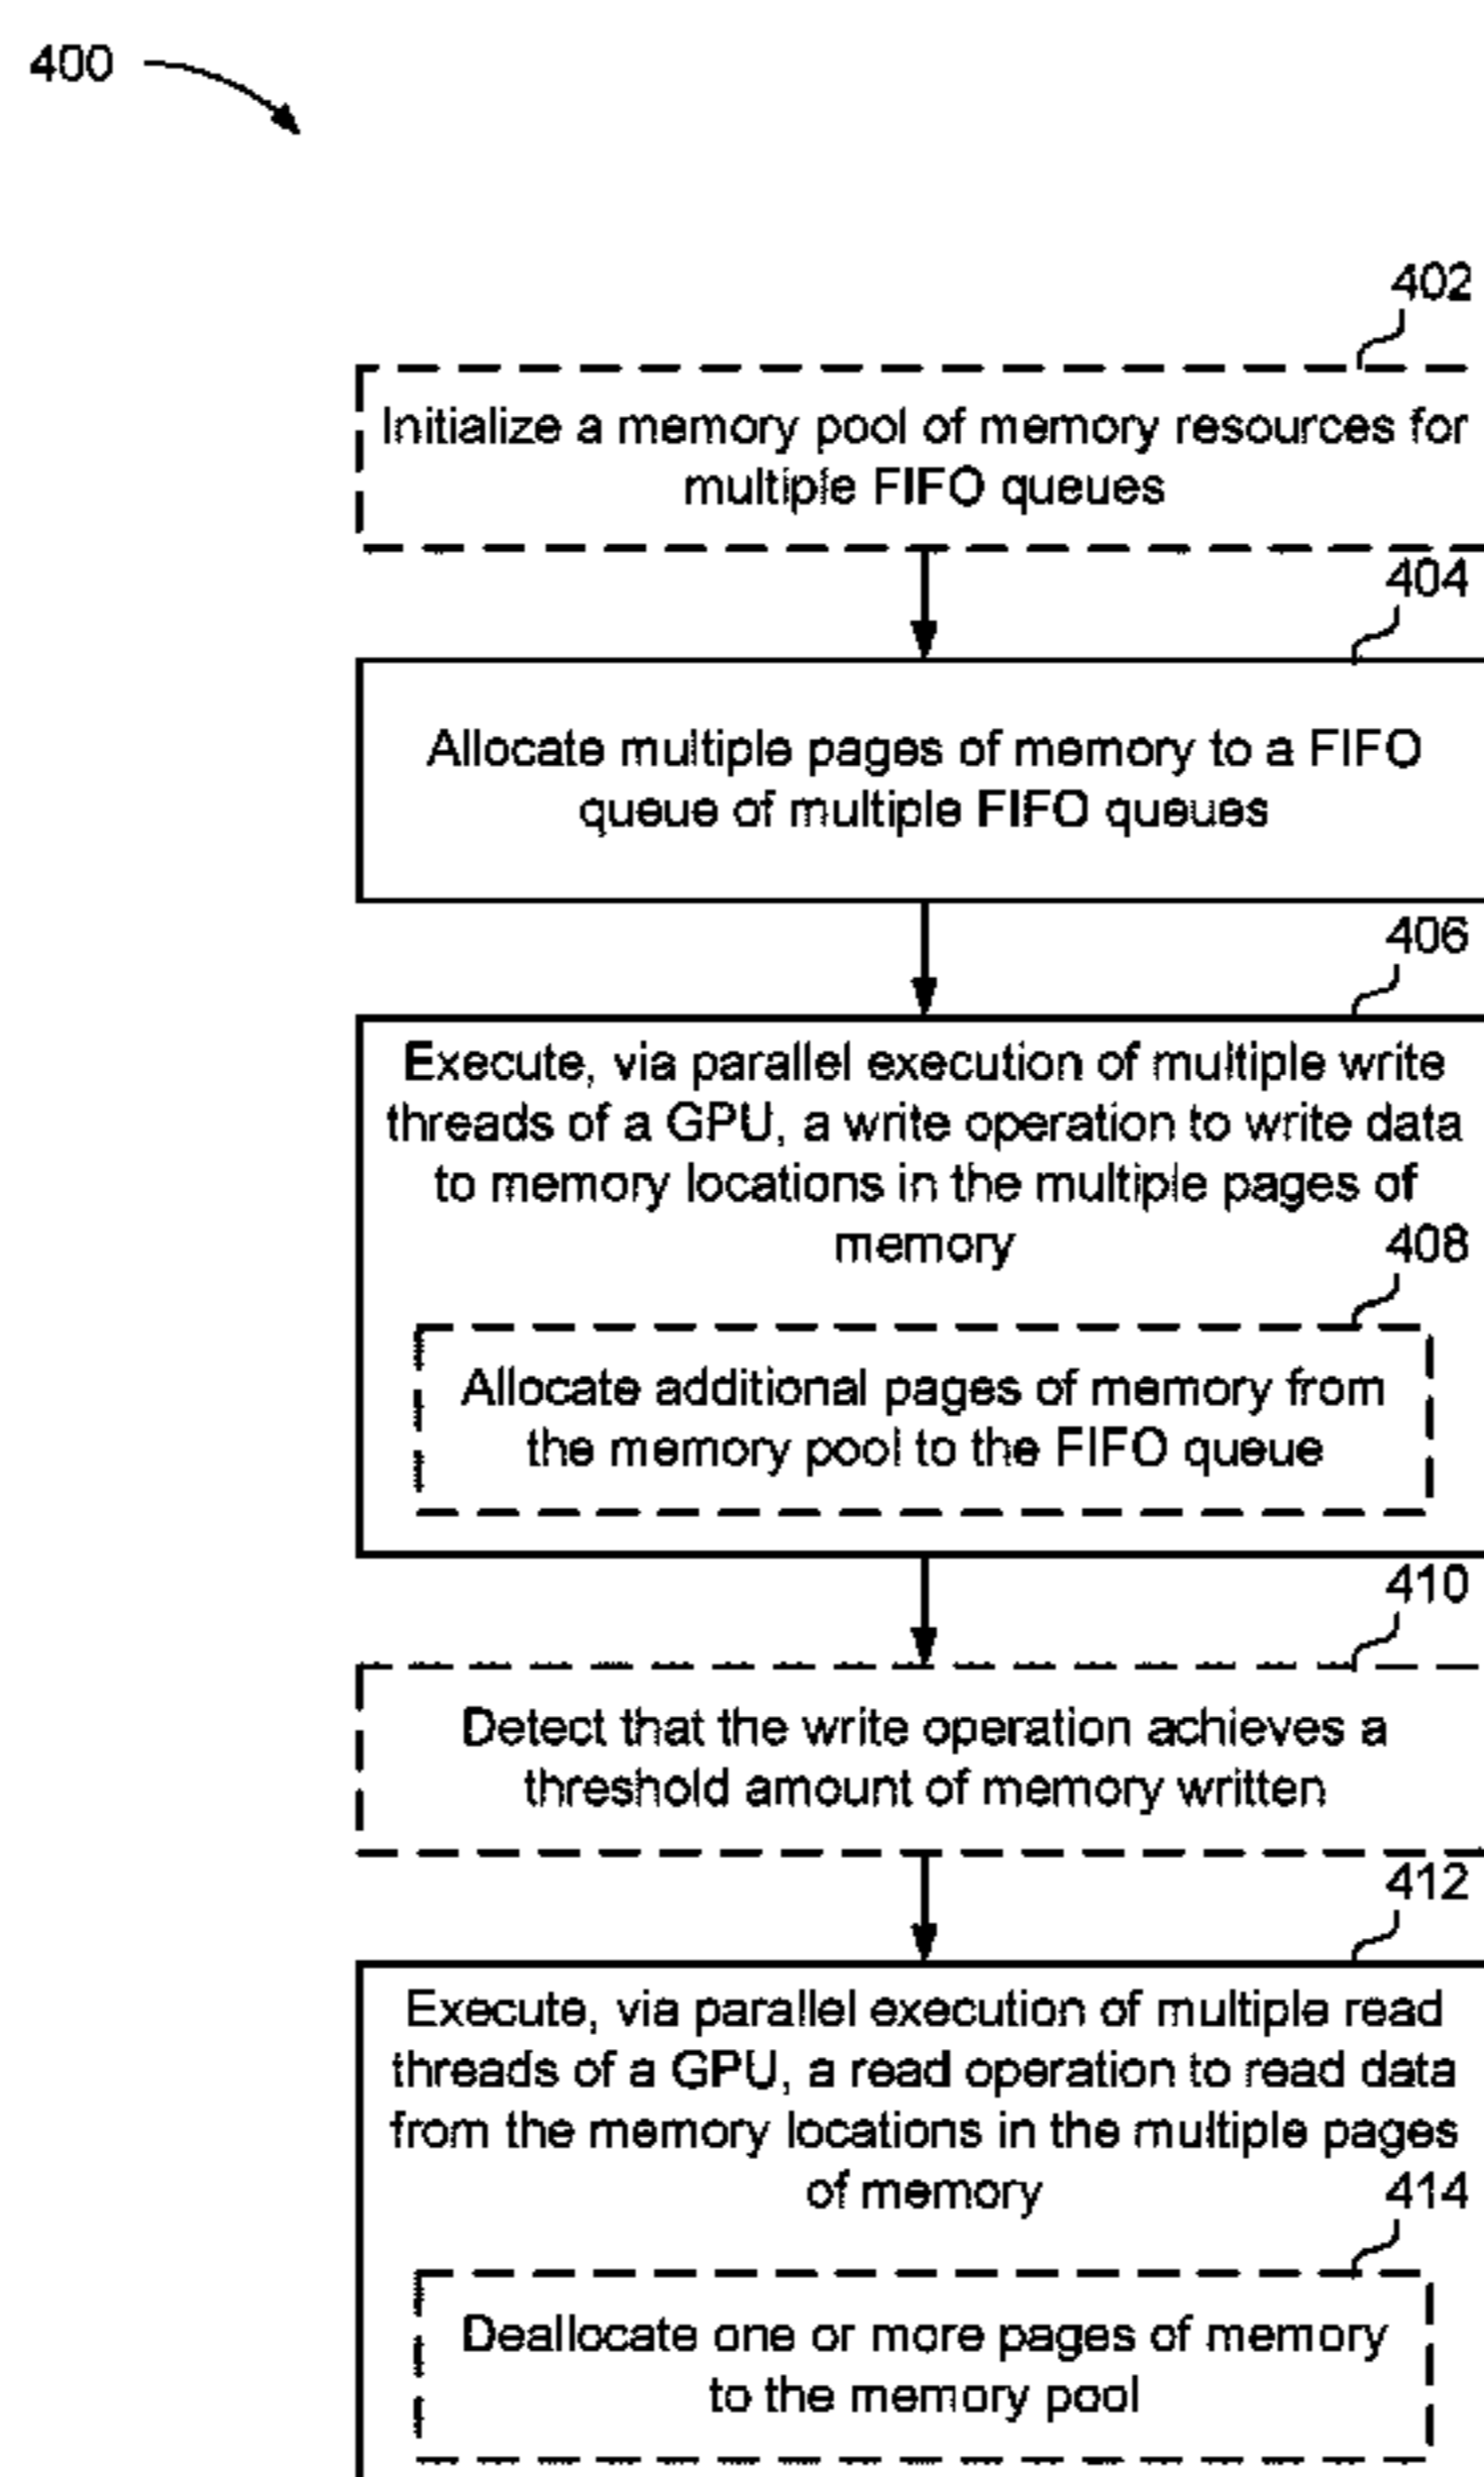 400
402
Initialize a memory pool of memory resources for
multiple FIFO queues
404
Allocate multiple pages of memory to a FIFO
queue of multiple FIFO queues
406
Execute, via parallel execution of multiple write
threads of a GPU, a write operation to write data
to memory locations in the multiple pages of
memory
408
Allocate additional pages of memory from
the memory pool to the FIFO queue
410
Detect that the write operation achieves a
threshold amount of memory written
412
Execute, via parallel execution of multiple read
threads of a GPU, a read operation to read data
from the memory locations in the multiple pages
of memory
414
Deallocate one or more pages of memory
to the memory pool